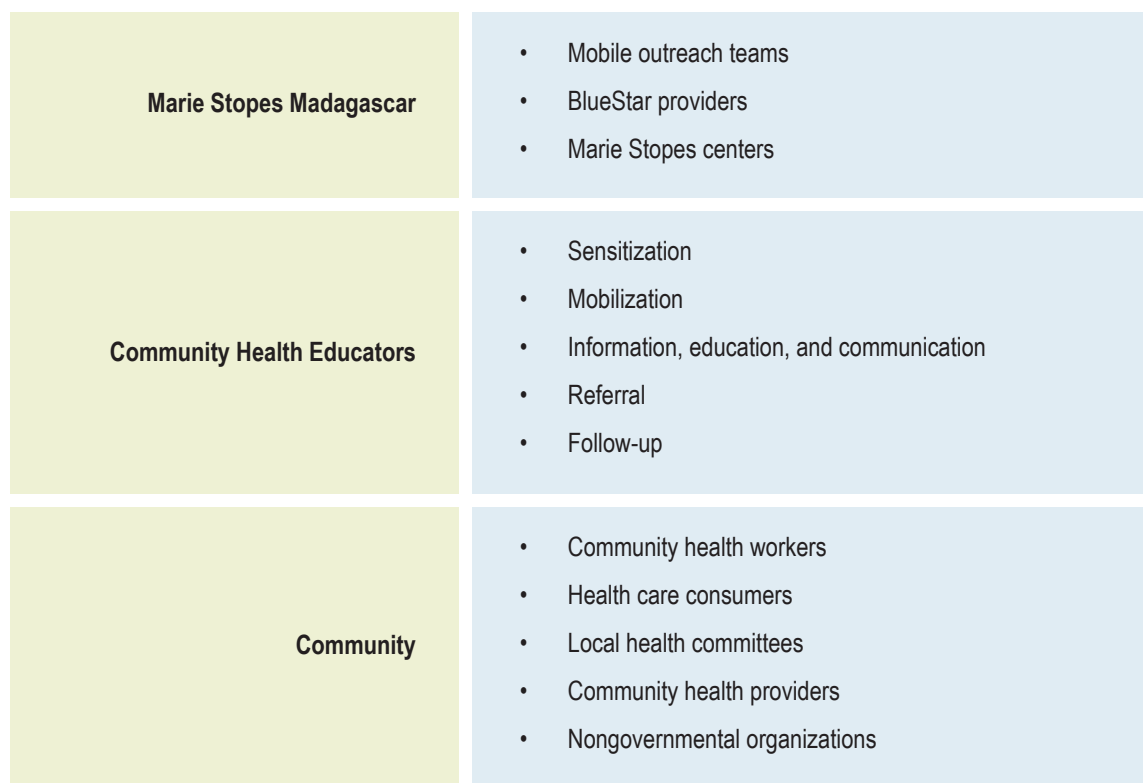 Marie Stopes Madagascar
• Mobile outreach teams
• BlueStar providers
• Marie Stopes centers
Community Health Educators
• Sensitization
• Mobilization
• Information, education, and communication
• Referral
• Follow-up
Community
• Community health workers
• Health care consumers
• Local health committees
• Community health providers
• Nongovernmental organizations